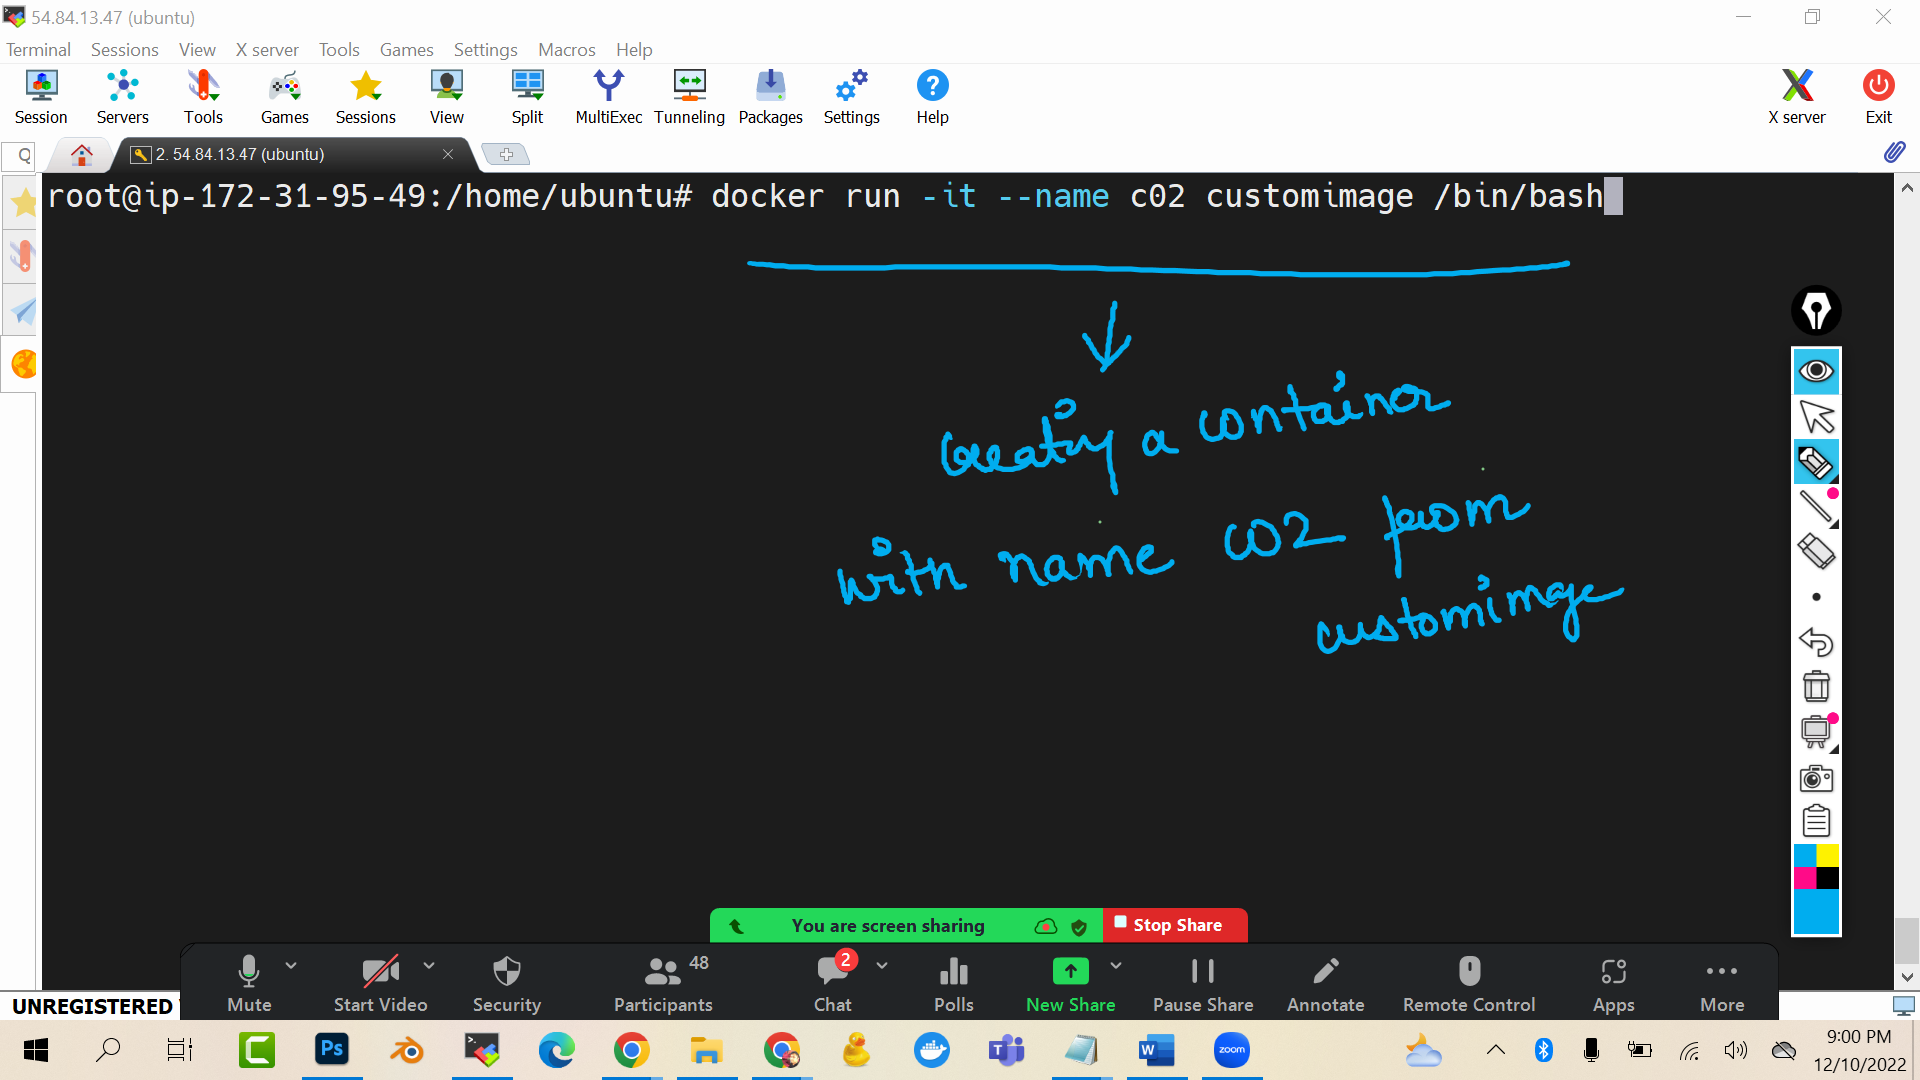 54.84.13.47 (ubuntu)
Terminal Sessions View X server Tools Games Settings Macros Help
Session Servers Tools Games Sessions View Split MultiExec Tunneling Packages Settings Help X server Exit
2. 54.84.13.47 (ubuntu)
root@ip-172-31-95-49:/home/ubuntu# docker run -it --name c02 customimage /bin/bash
Creating a container
with name C02 from
customimage
You are screen sharing Stop Share
48 2
Mute Start Video Security Participants Chat Polls New Share Pause Share Annotate Remote Control Apps More
UNREGISTERED
Ps W zoom
9:00 PM
12/10/2022